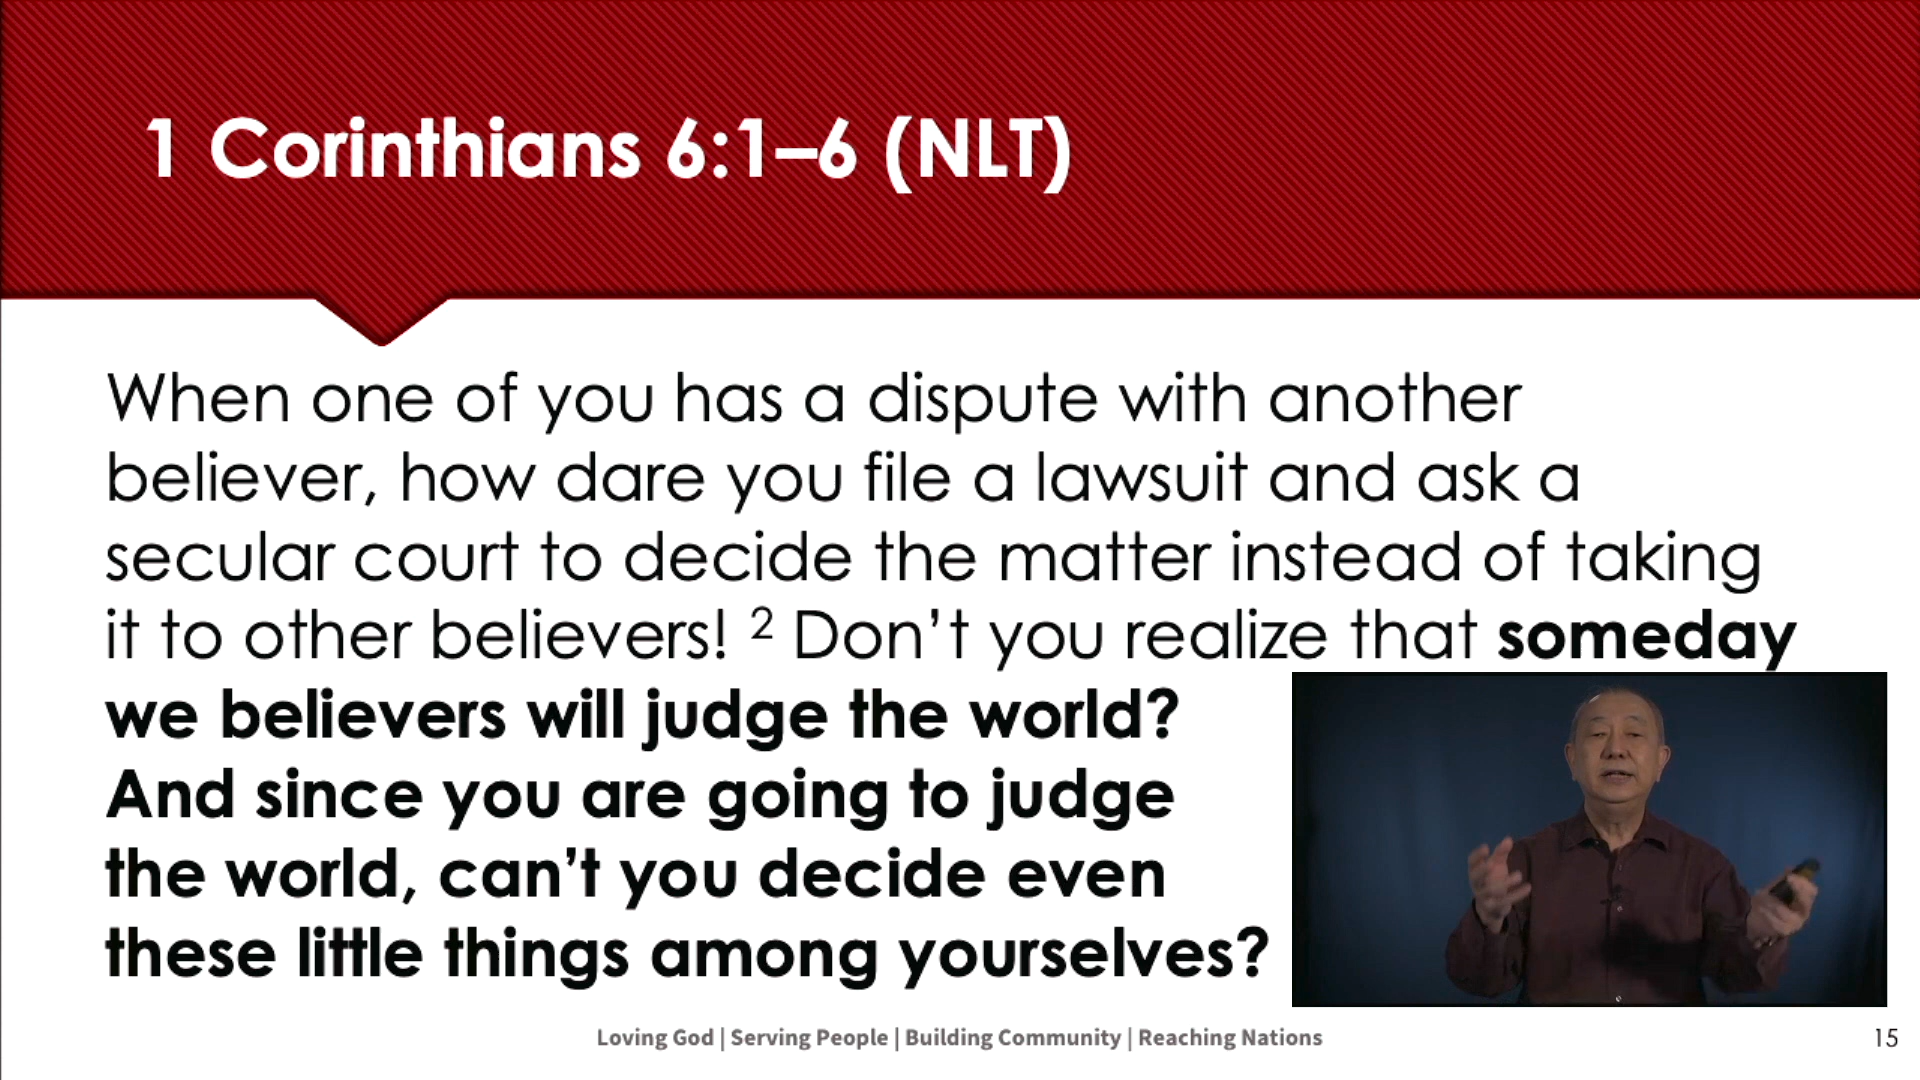 1 Corinthians 6:1–6 (NLT)
When one of you has a dispute with another
believer, how dare you file a lawsuit and ask a
secular court to decide the matter instead of taking
it to other believers! ² Don’t you realize that someday
we believers will judge the world?
And since you are going to judge
the world, can’t you decide even
these little things among yourselves?
Loving God | Serving People | Building Community | Reaching Nations
15